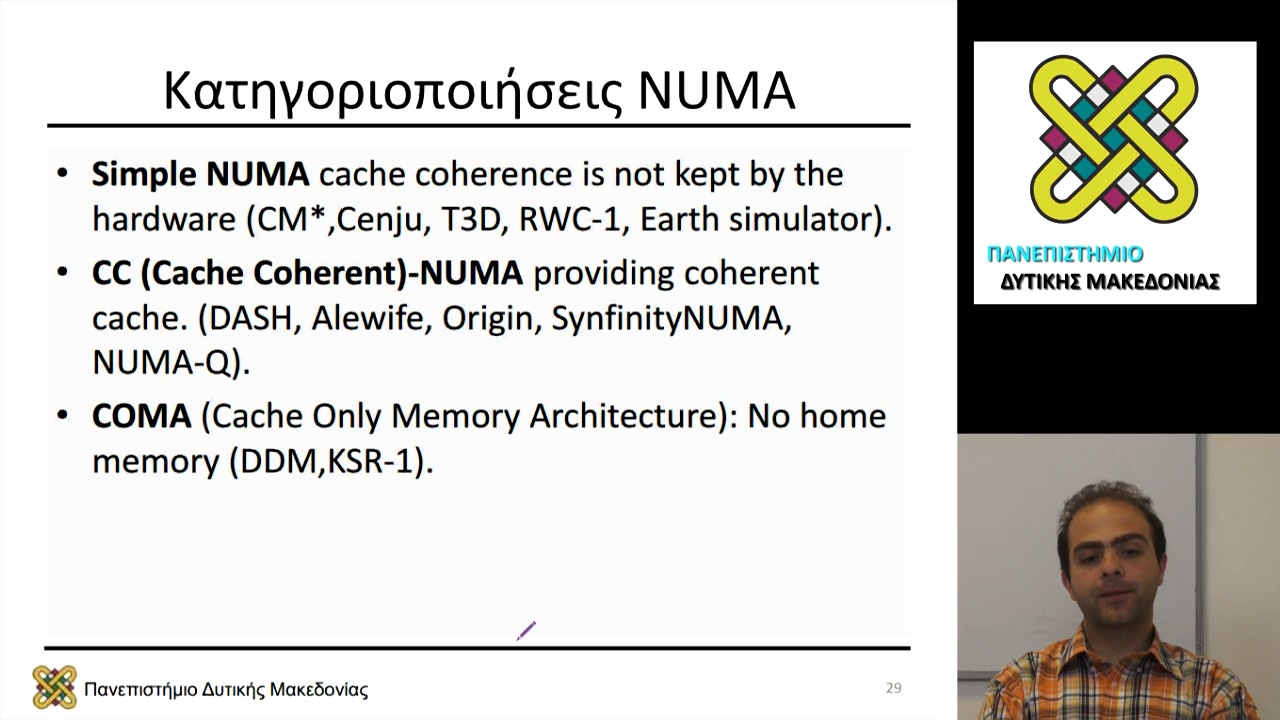 Κατηγοριοποιήσεις NUMA
• Simple NUMA cache coherence is not kept by the
hardware (CM*,Cenju, T3D, RWC-1, Earth simulator).
• CC (Cache Coherent)-NUMA providing coherent
cache. (DASH, Alewife, Origin, SynfinityNUMA,
NUMA-Q).
• COMA (Cache Only Memory Architecture): No home
memory (DDM,KSR-1).
Πανεπιστήμιο Δυτικής Μακεδονίας
29
ΠΑΝΕΠΙΣΤΗΜΙΟ
ΔΥΤΙΚΗΣ ΜΑΚΕΔΟΝΙΑΣ